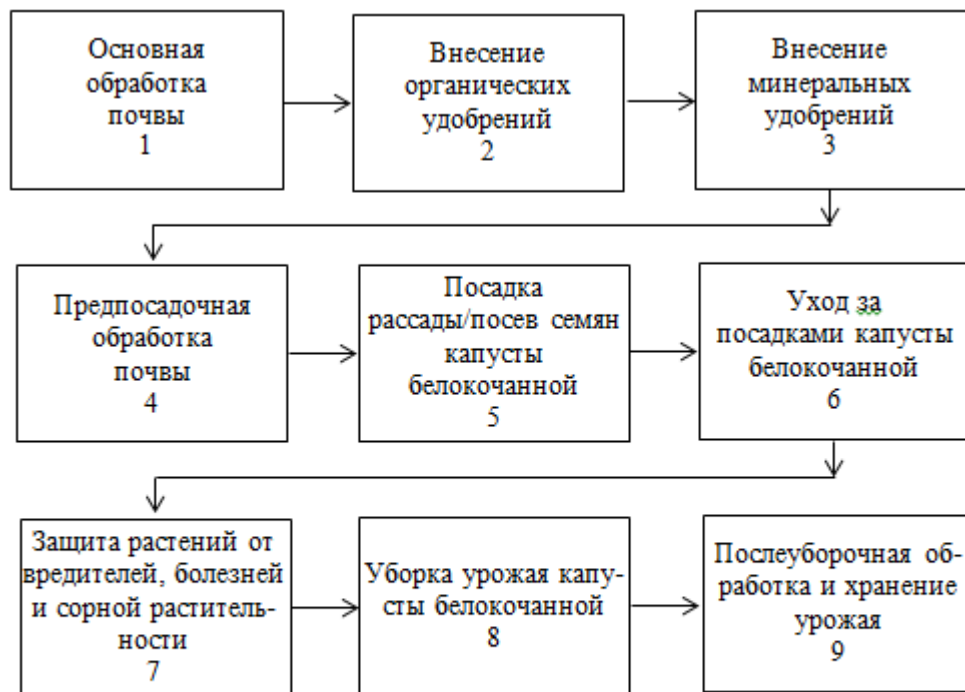 Основная
обработка
почвы
1
Внесение
органических
удобрений
2
Внесение
минеральных
удобрений
3
Предпосадочная
обработка
почвы
4
Посадка
рассады/посев семян
капусты
белокочанной
5
Уход за
посадками капусты
белокочанной
6
Защита растений от
вредителей, болезней
и сорной раститель-
ности
7
Уборка урожая капу-
сты белокочанной
8
Послеуборочная об-
работка и хранение
урожая
9